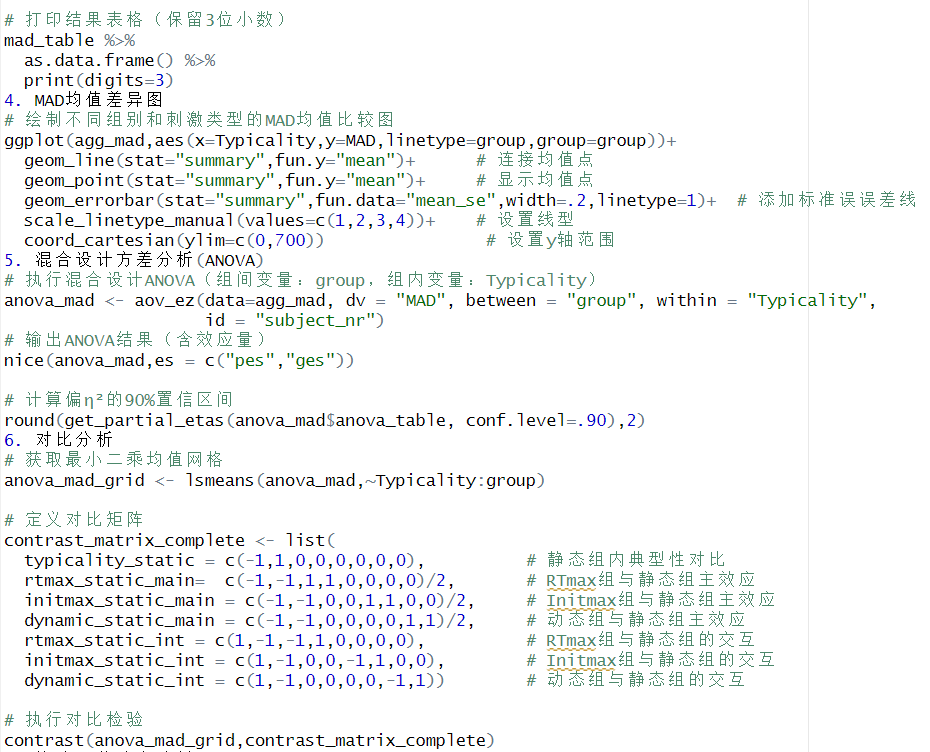 # 打印结果表格（保留3位小数）
mad_table %>%
  as.data.frame() %>%
  print(digits=3)
4. MAD均值差异图
# 绘制不同组别和刺激类型的MAD均值比较图
ggplot(agg_mad,aes(x=Typicality,y=MAD,linetype=group,group=group))+
  geom_line(stat="summary",fun.y="mean")+      # 连接均值点
  geom_point(stat="summary",fun.y="mean")+     # 显示均值点
  geom_errorbar(stat="summary",fun.data="mean_se",width=.2,linetype=1)+  # 添加标准误误差线
  scale_linetype_manual(values=c(1,2,3,4))+    # 设置线型
  coord_cartesian(ylim=c(0,700))                # 设置y轴范围
5. 混合设计方差分析(ANOVA)
# 执行混合设计ANOVA（组间变量：group，组内变量：Typicality）
anova_mad <- aov_ez(data=agg_mad, dv = "MAD", between = "group", within = "Typicality",
                    id = "subject_nr")
# 输出ANOVA结果（含效应量）
nice(anova_mad,es = c("pes","ges"))
# 计算偏η²的90%置信区间
round(get_partial_etas(anova_mad$anova_table, conf.level=.90),2)
6. 对比分析
# 获取最小二乘均值网格
anova_mad_grid <- lsmeans(anova_mad,~Typicality:group)
# 定义对比矩阵
contrast_matrix_complete <- list(
  typicality_static = c(-1,1,0,0,0,0,0,0),           # 静态组内典型性对比
  rtmax_static_main=  c(-1,-1,1,1,0,0,0,0)/2,       # RTmax组与静态组主效应
  initmax_static_main = c(-1,-1,0,0,1,1,0,0)/2,     # Initmax组与静态组主效应
  dynamic_static_main = c(-1,-1,0,0,0,0,1,1)/2,     # 动态组与静态组主效应
  rtmax_static_int = c(1,-1,-1,1,0,0,0,0),          # RTmax组与静态组的交互
  initmax_static_int = c(1,-1,0,0,-1,1,0,0),        # Initmax组与静态组的交互
  dynamic_static_int = c(1,-1,0,0,0,0,-1,1))        # 动态组与静态组的交互
# 执行对比检验
contrast(anova_mad_grid,contrast_matrix_complete)